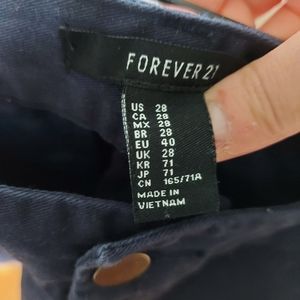 FOREVER 21
US 28
CA 28
MX 28
BR 28
EU 40
UK 28
KR 71
JP 71
CN 165/71A
MADE IN
VIETNAM